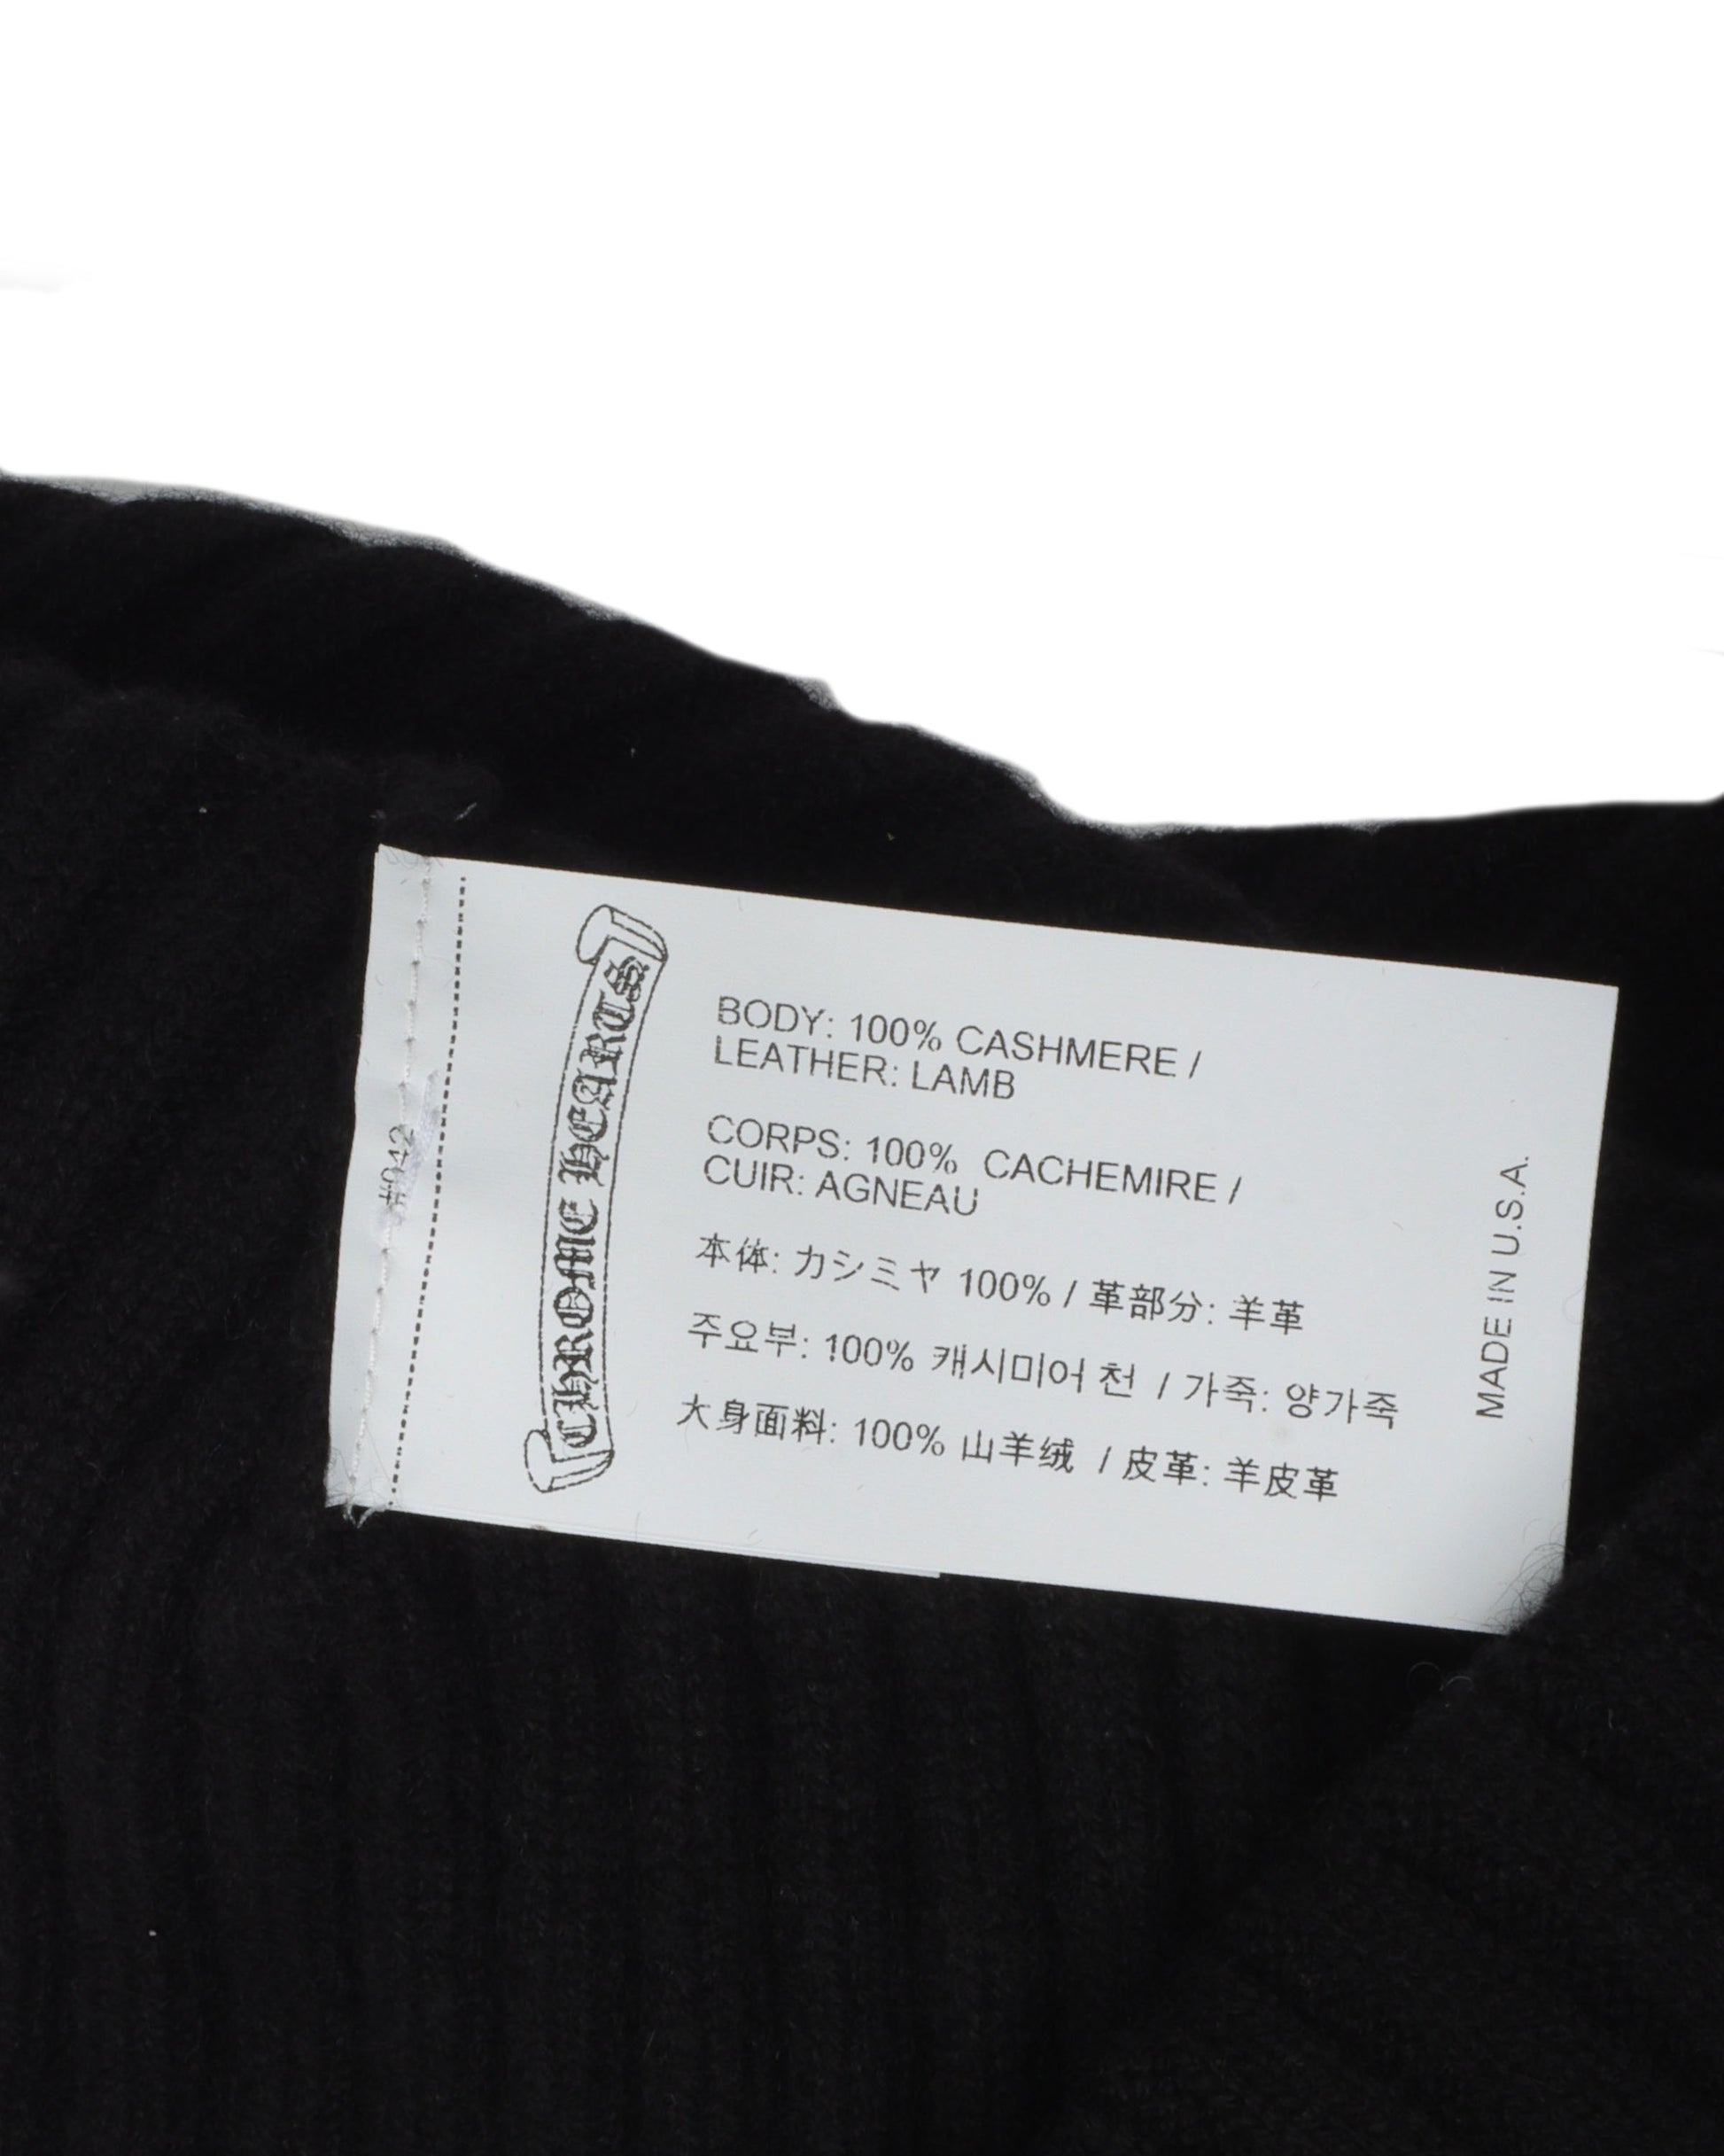 #042
CHROME HEARTS
BODY: 100% CASHMERE /
LEATHER: LAMB
CORPS: 100% CACHEMIRE /
CUIR: AGNEAU
本体: カシミヤ 100% / 革部分: 羊革
주요부: 100% 캐시미어 천 / 가죽: 양가죽
大身面料: 100% 山羊绒 / 皮革: 羊皮革
MADE IN U.S.A.